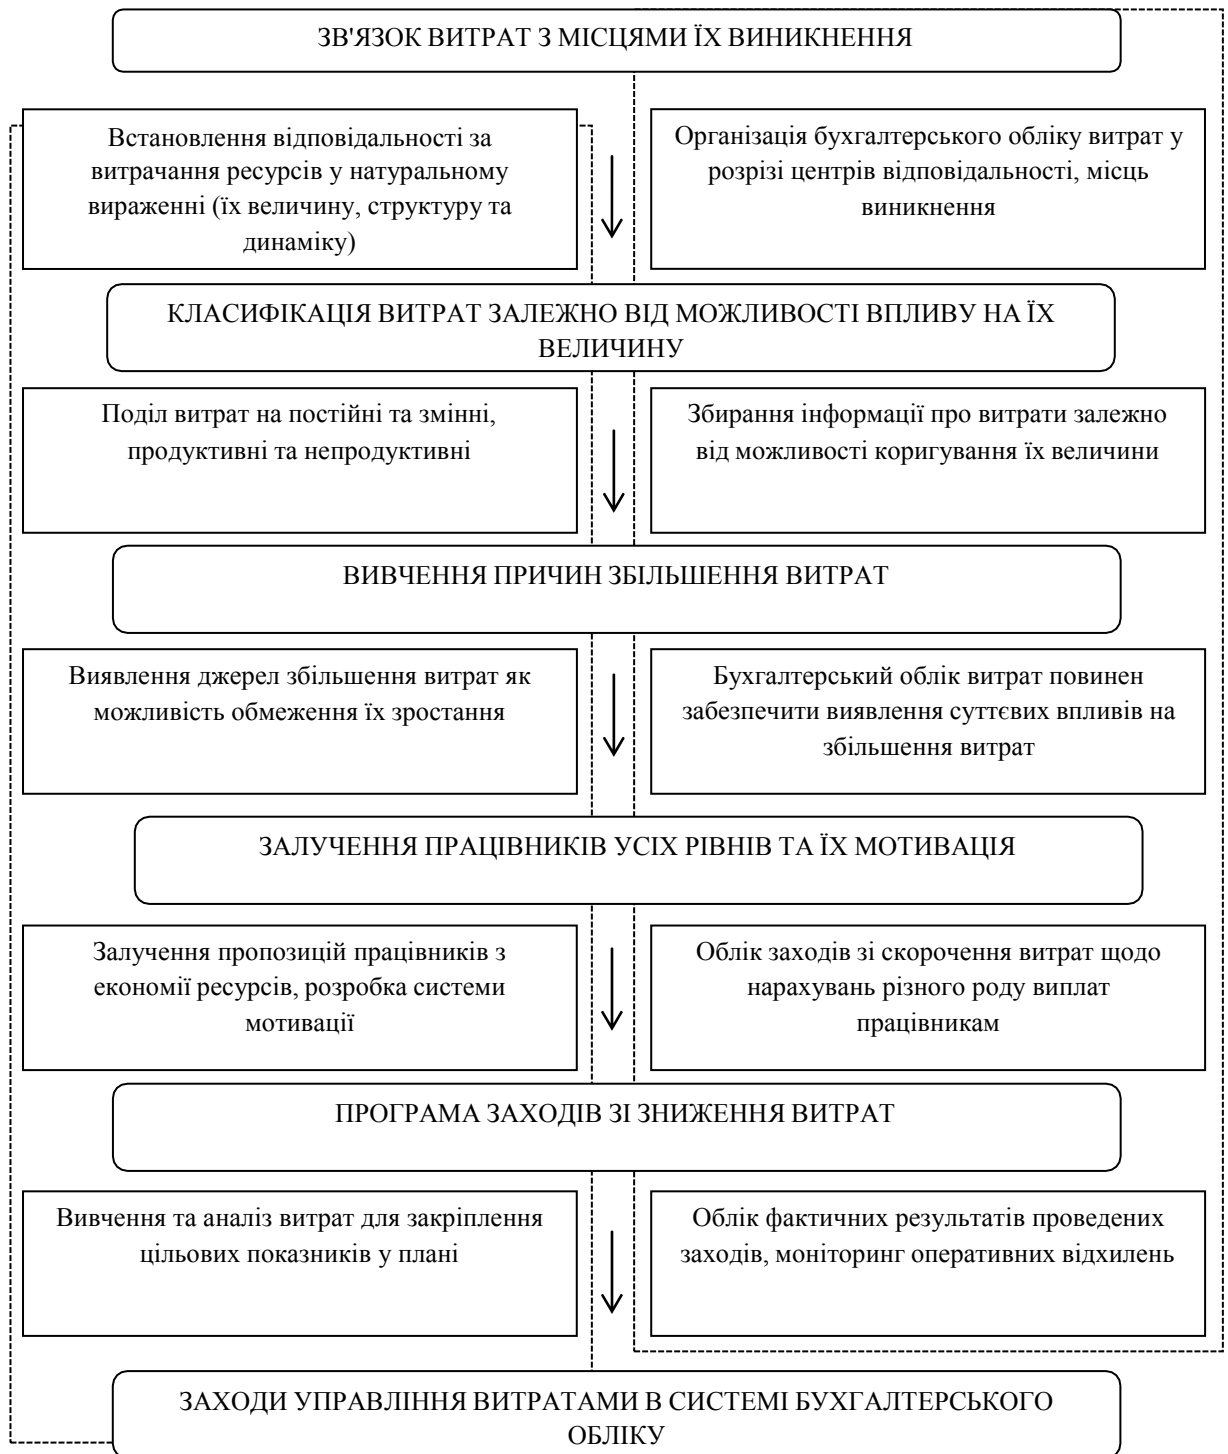 ЗВ'ЯЗОК ВИТРАТ З МІСЦЯМИ ЇХ ВИНИКНЕННЯ
Встановлення відповідальності за
витрачання ресурсів у натуральному
вираженні (їх величину, структуру та
динаміку)
Організація бухгалтерського обліку витрат у
розрізі центрів відповідальності, місць
виникнення
КЛАСИФІКАЦІЯ ВИТРАТ ЗАЛЕЖНО ВІД МОЖЛИВОСТІ ВПЛИВУ НА ЇХ
ВЕЛИЧИНУ
Поділ витрат на постійні та змінні,
продуктивні та непродуктивні
Збирання інформації про витрати залежно
від можливості коригування їх величини
ВИВЧЕННЯ ПРИЧИН ЗБІЛЬШЕННЯ ВИТРАТ
Виявлення джерел збільшення витрат як
можливість обмеження їх зростання
Бухгалтерський облік витрат повинен
забезпечити виявлення суттєвих впливів на
збільшення витрат
ЗАЛУЧЕННЯ ПРАЦІВНИКІВ УСІХ РІВНІВ ТА ЇХ МОТИВАЦІЯ
Залучення пропозицій працівників з
економії ресурсів, розробка системи
мотивації
Облік заходів зі скорочення витрат щодо
нарахувань різного роду виплат
працівникам
ПРОГРАМА ЗАХОДІВ ЗІ ЗНИЖЕННЯ ВИТРАТ
Вивчення та аналіз витрат для закріплення
цільових показників у плані
Облік фактичних результатів проведених
заходів, моніторинг оперативних відхилень
ЗАХОДИ УПРАВЛІННЯ ВИТРАТАМИ В СИСТЕМІ БУХГАЛТЕРСЬКОГО
ОБЛІКУ